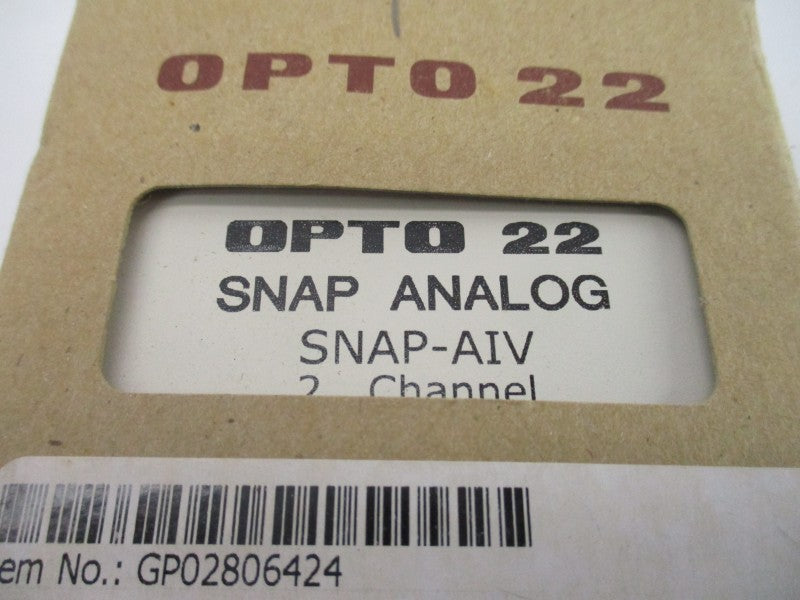 OPTO 22
OPTO 22
SNAP ANALOG
SNAP-AIV
2 Channel
em No.: GP02806424